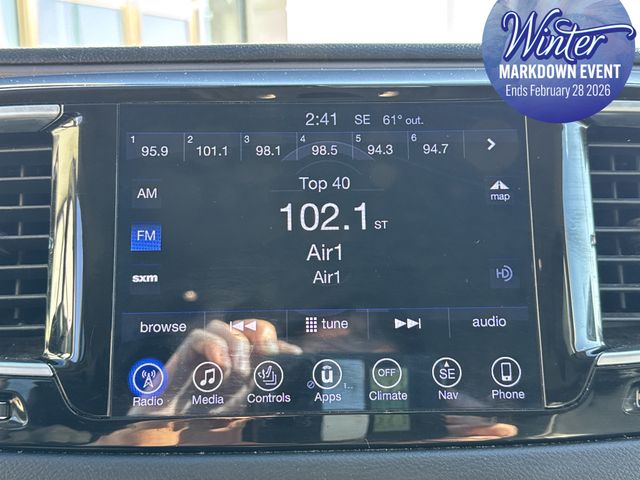 Winter
MARKDOWN EVENT
Ends February 28 2026
2:41 SE 61° out.
1 95.9 2 101.1 3 98.1 4 98.5 5 94.3 6 94.7
AM Top 40 map
102.1 ST
FM Air1
sxm Air1 HD
browse tune audio
OFF SE
Radio Media Controls Apps Climate Nav Phone